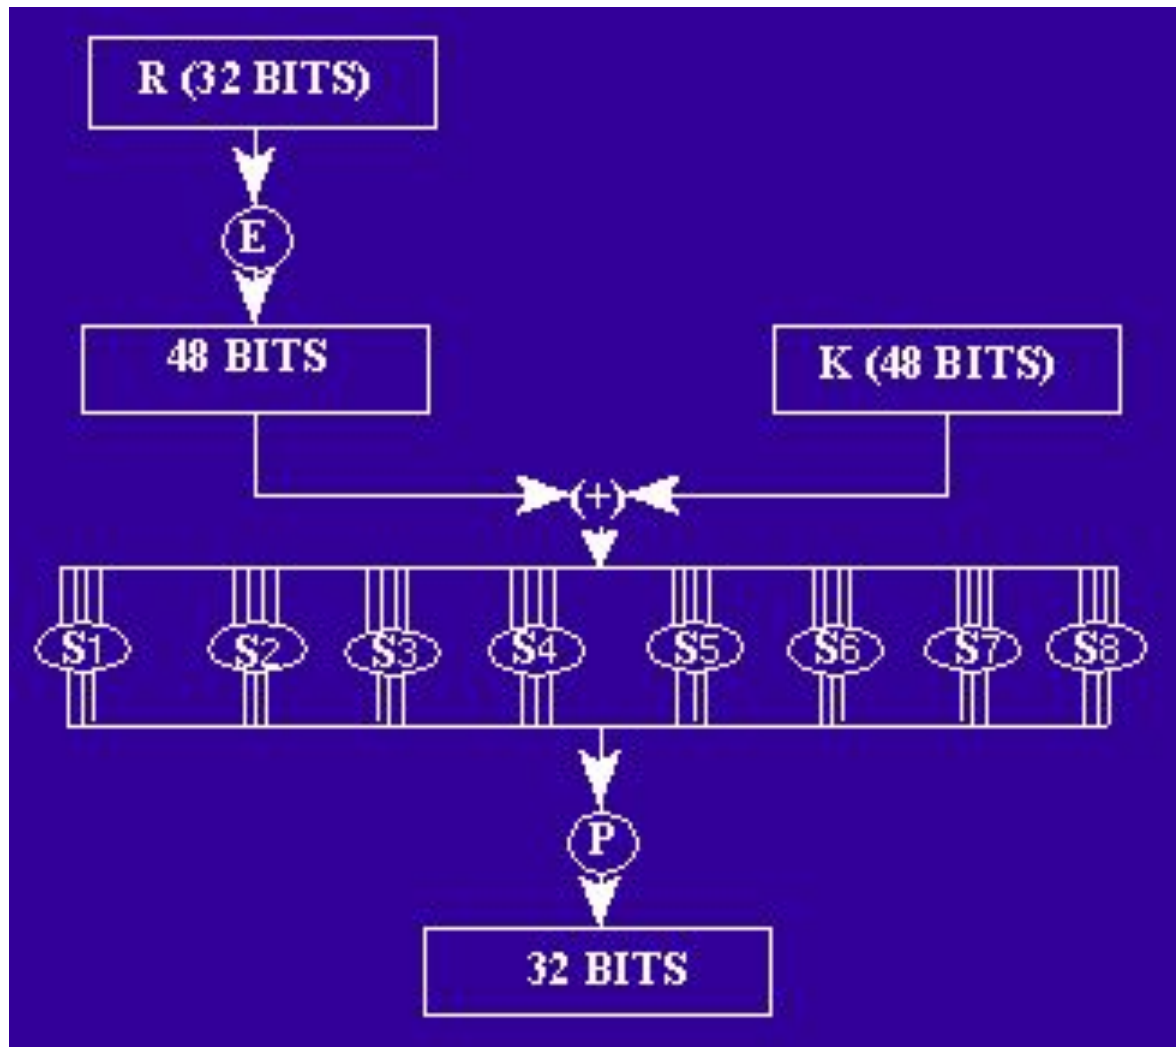 R (32 BITS)
E
48 BITS
K (48 BITS)
(+)
S1 S2 S3 S4 S5 S6 S7 S8
P
32 BITS